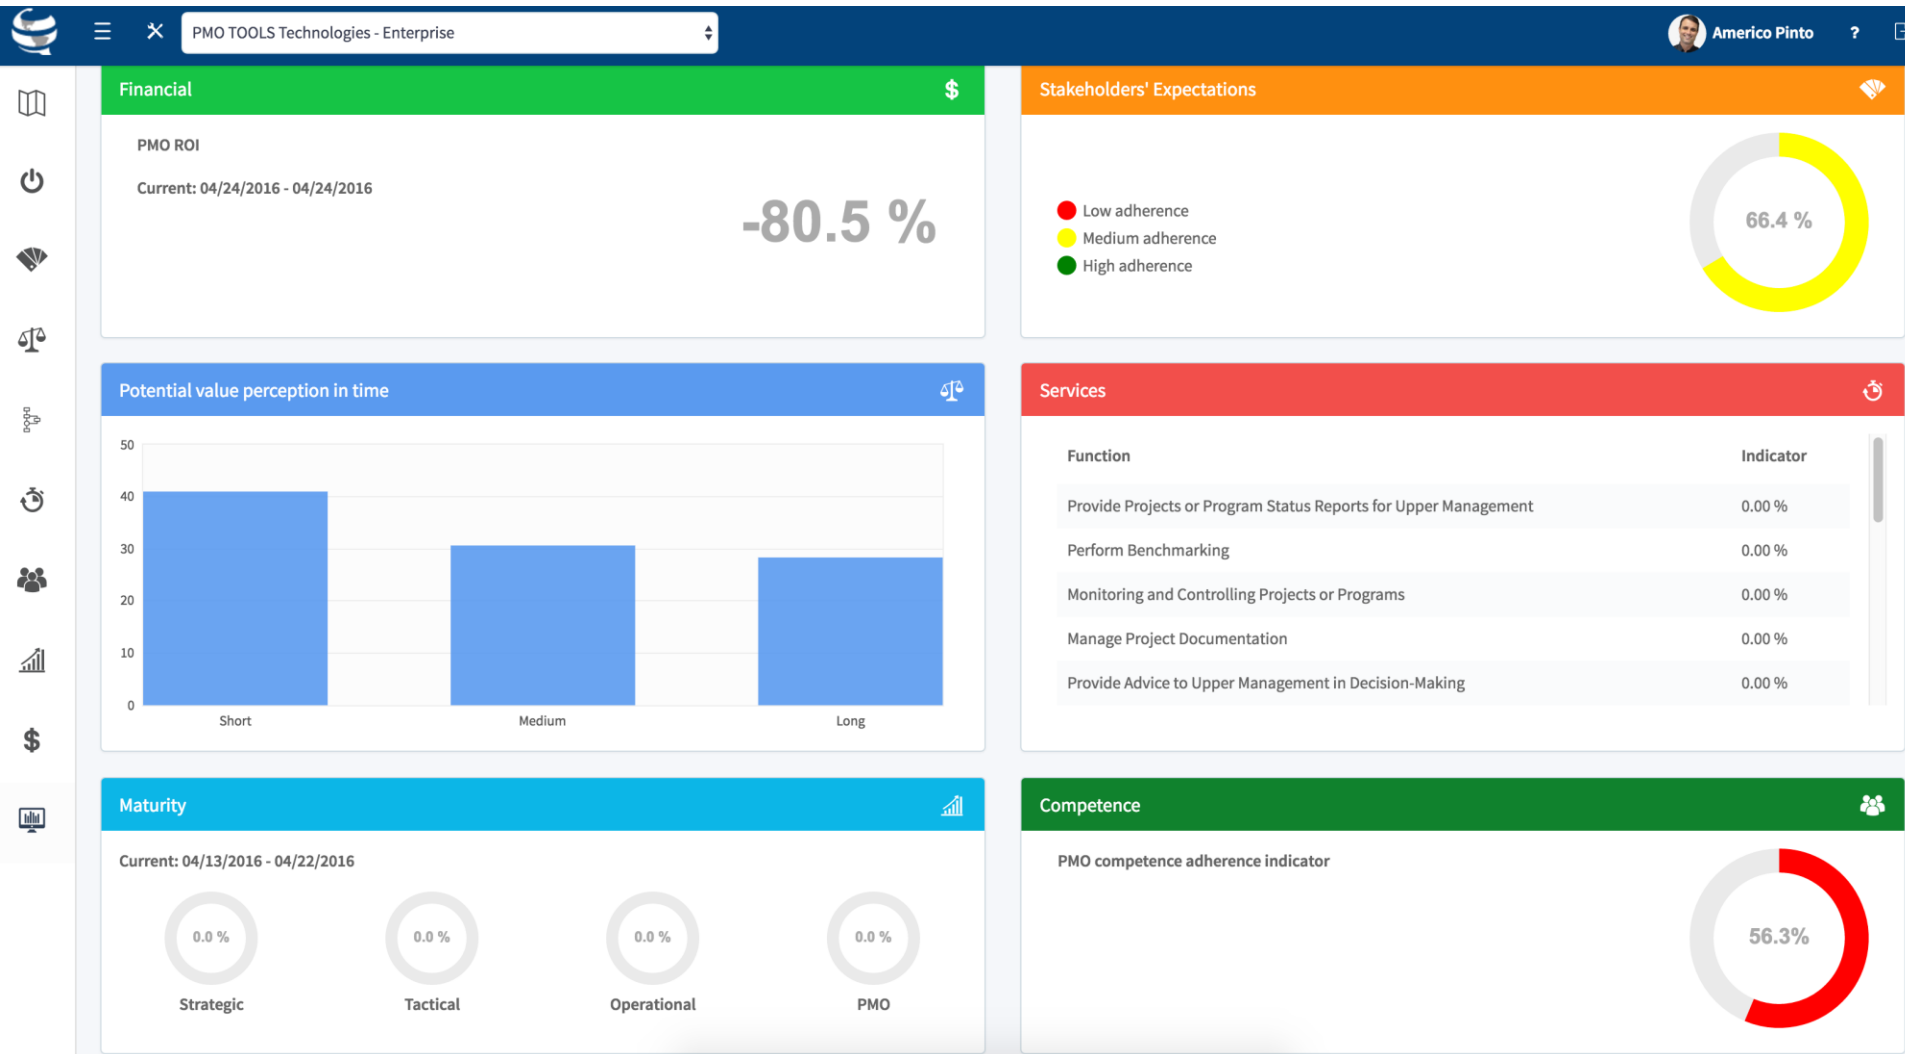 PMO TOOLS Technologies - Enterprise
Americo Pinto
?
Financial
$
PMO ROI
Current: 04/24/2016 - 04/24/2016
-80.5 %
Stakeholders' Expectations
Low adherence
Medium adherence
High adherence
66.4 %
Potential value perception in time
50
40
30
20
10
0
Short
Medium
Long
Services
Function
Indicator
Provide Projects or Program Status Reports for Upper Management
0.00 %
Perform Benchmarking
0.00 %
Monitoring and Controlling Projects or Programs
0.00 %
Manage Project Documentation
0.00 %
Provide Advice to Upper Management in Decision-Making
0.00 %
$
Maturity
Current: 04/13/2016 - 04/22/2016
0.0 %
0.0 %
0.0 %
0.0 %
Strategic
Tactical
Operational
PMO
Competence
PMO competence adherence indicator
56.3%